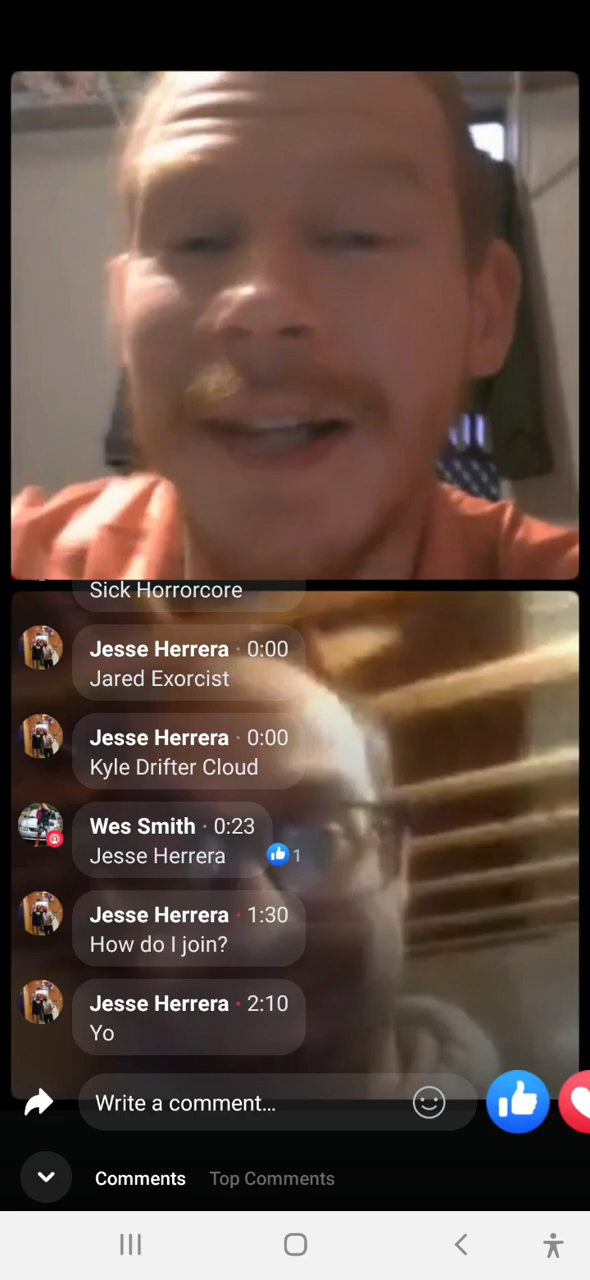 Sick Horrorcore
Jesse Herrera · 0:00
Jared Exorcist
Jesse Herrera · 0:00
Kyle Drifter Cloud
Wes Smith · 0:23
Jesse Herrera
1
Jesse Herrera · 1:30
How do I join?
Jesse Herrera · 2:10
Yo
Write a comment...
Comments Top Comments